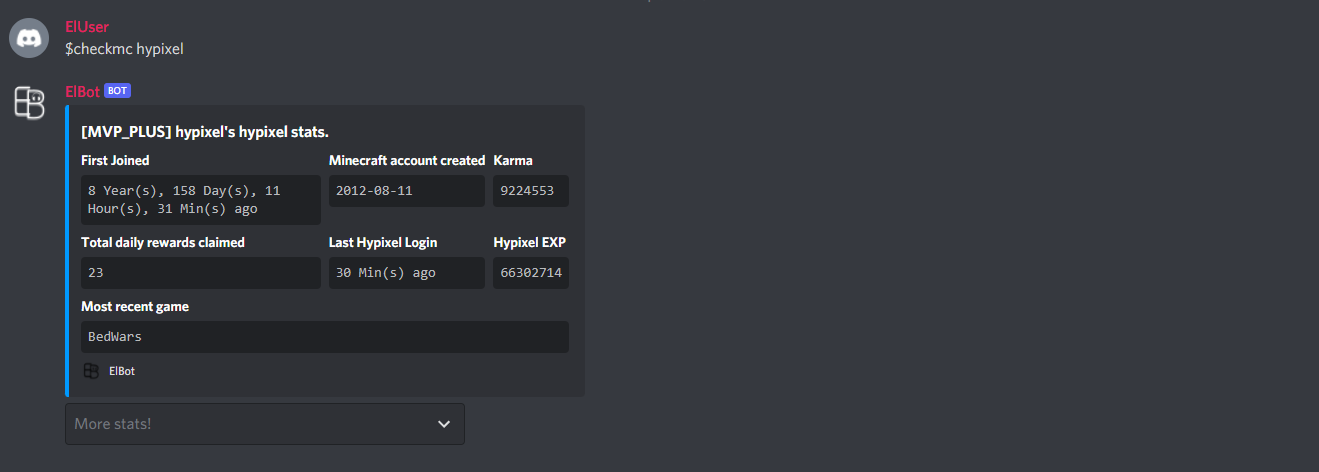 ElUser
$checkmc hypixel
ElBot BOT
[MVP_PLUS] hypixel's hypixel stats.
First Joined Minecraft account created Karma
8 Year(s), 158 Day(s), 11 2012-08-11 9224553
Hour(s), 31 Min(s) ago
Total daily rewards claimed Last Hypixel Login Hypixel EXP
23 30 Min(s) ago 66302714
Most recent game
BedWars
ElBot
More stats!